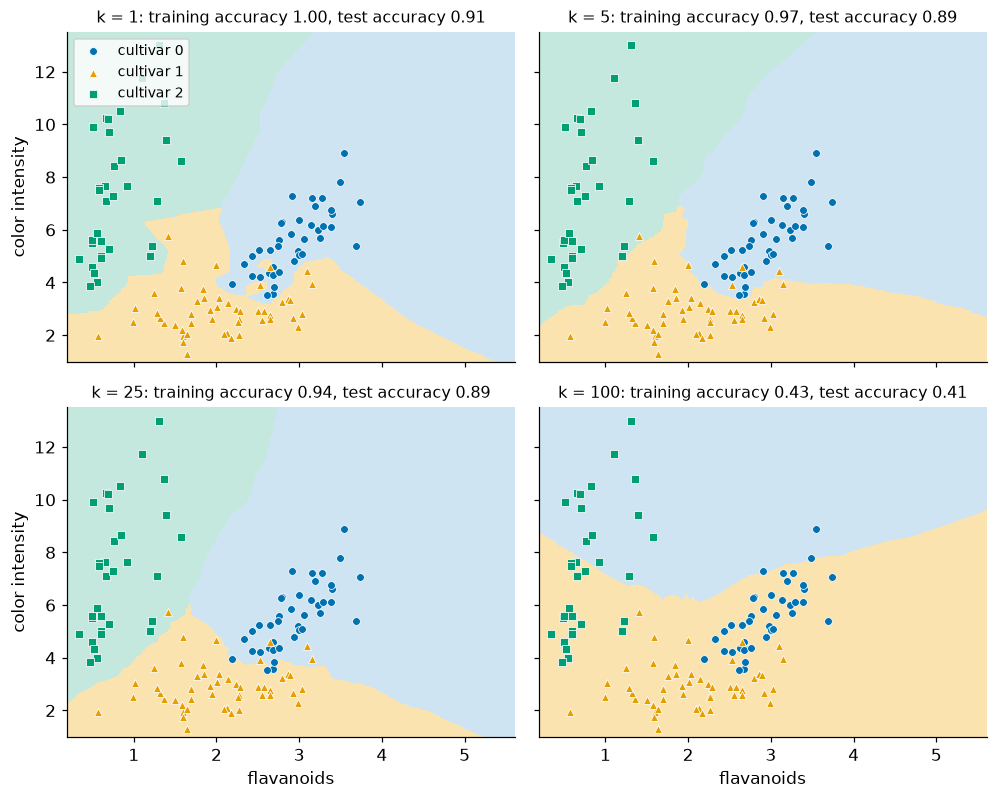 k = 1: training accuracy 1.00, test accuracy 0.91
k = 5: training accuracy 0.97, test accuracy 0.89
cultivar 0
cultivar 1
cultivar 2
12
10
8
6
4
2
color intensity
k = 25: training accuracy 0.94, test accuracy 0.89
k = 100: training accuracy 0.43, test accuracy 0.41
12
10
8
6
4
2
color intensity
1 2 3 4 5
1 2 3 4 5
flavanoids
flavanoids